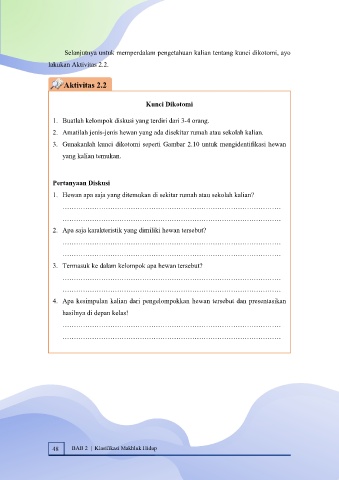 Selanjutnya untuk memperdalam pengetahuan kalian tentang kunci dikotomi, ayo
lakukan Aktivitas 2.2.
Aktivitas 2.2
Kunci Dikotomi
1. Buatlah kelompok diskusi yang terdiri dari 3-4 orang.
2. Amatilah jenis-jenis hewan yang ada disekitar rumah atau sekolah kalian.
3. Gunakanlah kunci dikotomi seperti Gambar 2.10 untuk mengidentifikasi hewan
yang kalian temukan.
Pertanyaan Diskusi
1. Hewan apa saja yang ditemukan di sekitar rumah atau sekolah kalian?
2. Apa saja karakteristik yang dimiliki hewan tersebut?
3. Termasuk ke dalam kelompok apa hewan tersebut?
4. Apa kesimpulan kalian dari pengelompokkan hewan tersebut dan presentasikan
hasilnya di depan kelas!
48 BAB 2 | Klasifikasi Makhluk Hidup